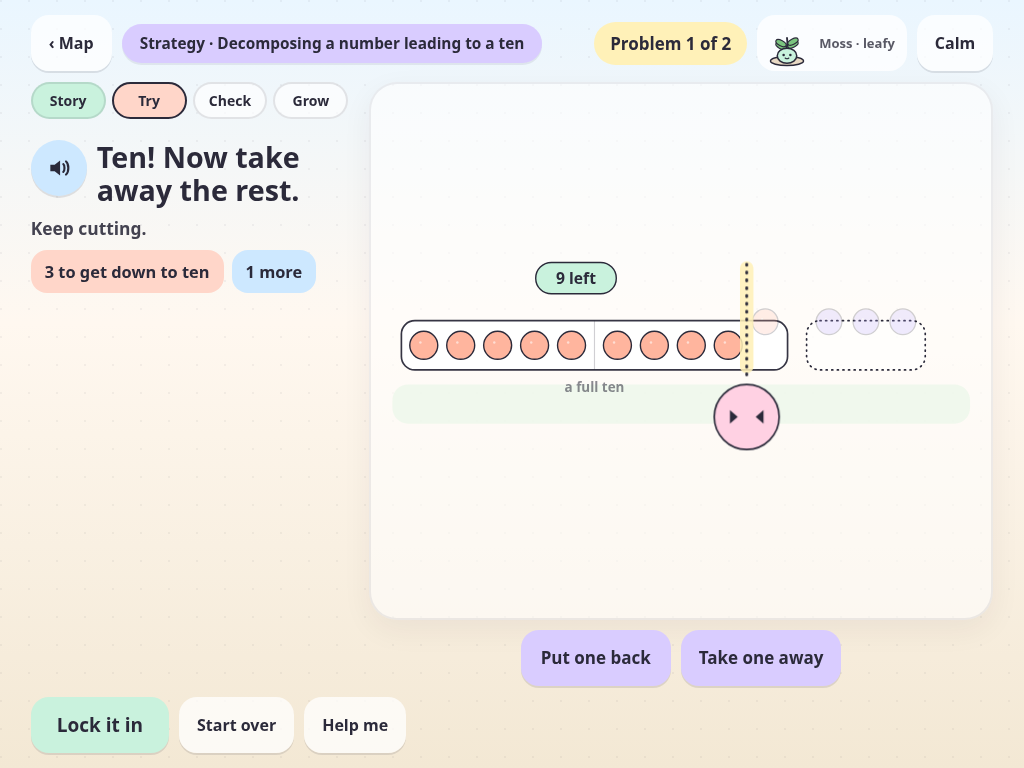 ‹ Map
Strategy · Decomposing a number leading to a ten
Problem 1 of 2
Moss · leafy
Calm
Story
Try
Check
Grow
Ten! Now take
away the rest.
Keep cutting.
3 to get down to ten
1 more
9 left
a full ten
Put one back
Take one away
Lock it in
Start over
Help me